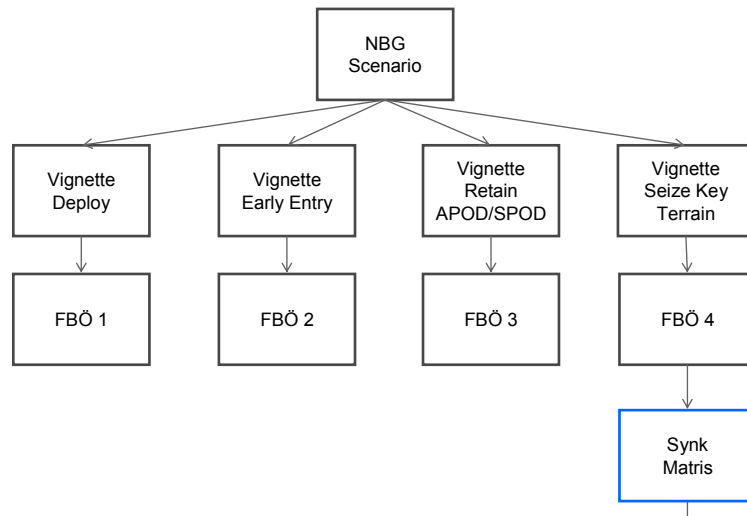 NBG
Scenario
Vignette
Deploy
Vignette
Early Entry
Vignette
Retain
APOD/SPOD
Vignette
Seize Key
Terrain
FBÖ 1
FBÖ 2
FBÖ 3
FBÖ 4
Synk
Matris